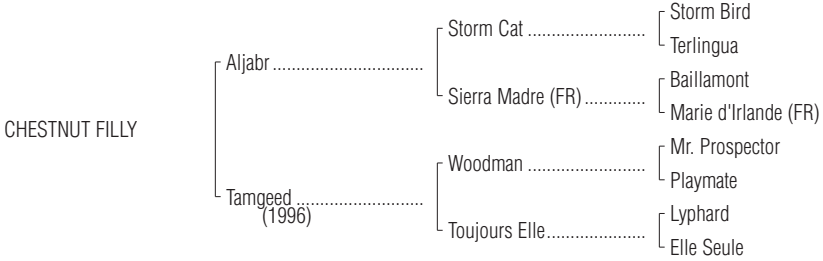 Storm Bird
Storm Cat ........................
Terlingua
Aljabr ..............................
Baillamont
Sierra Madre (FR) .............
Marie d'Irlande (FR)
CHESTNUT FILLY
Mr. Prospector
Woodman ........................
Playmate
Tamgeed .........................
(1996)
Lyphard
Toujours Elle ....................
Elle Seule